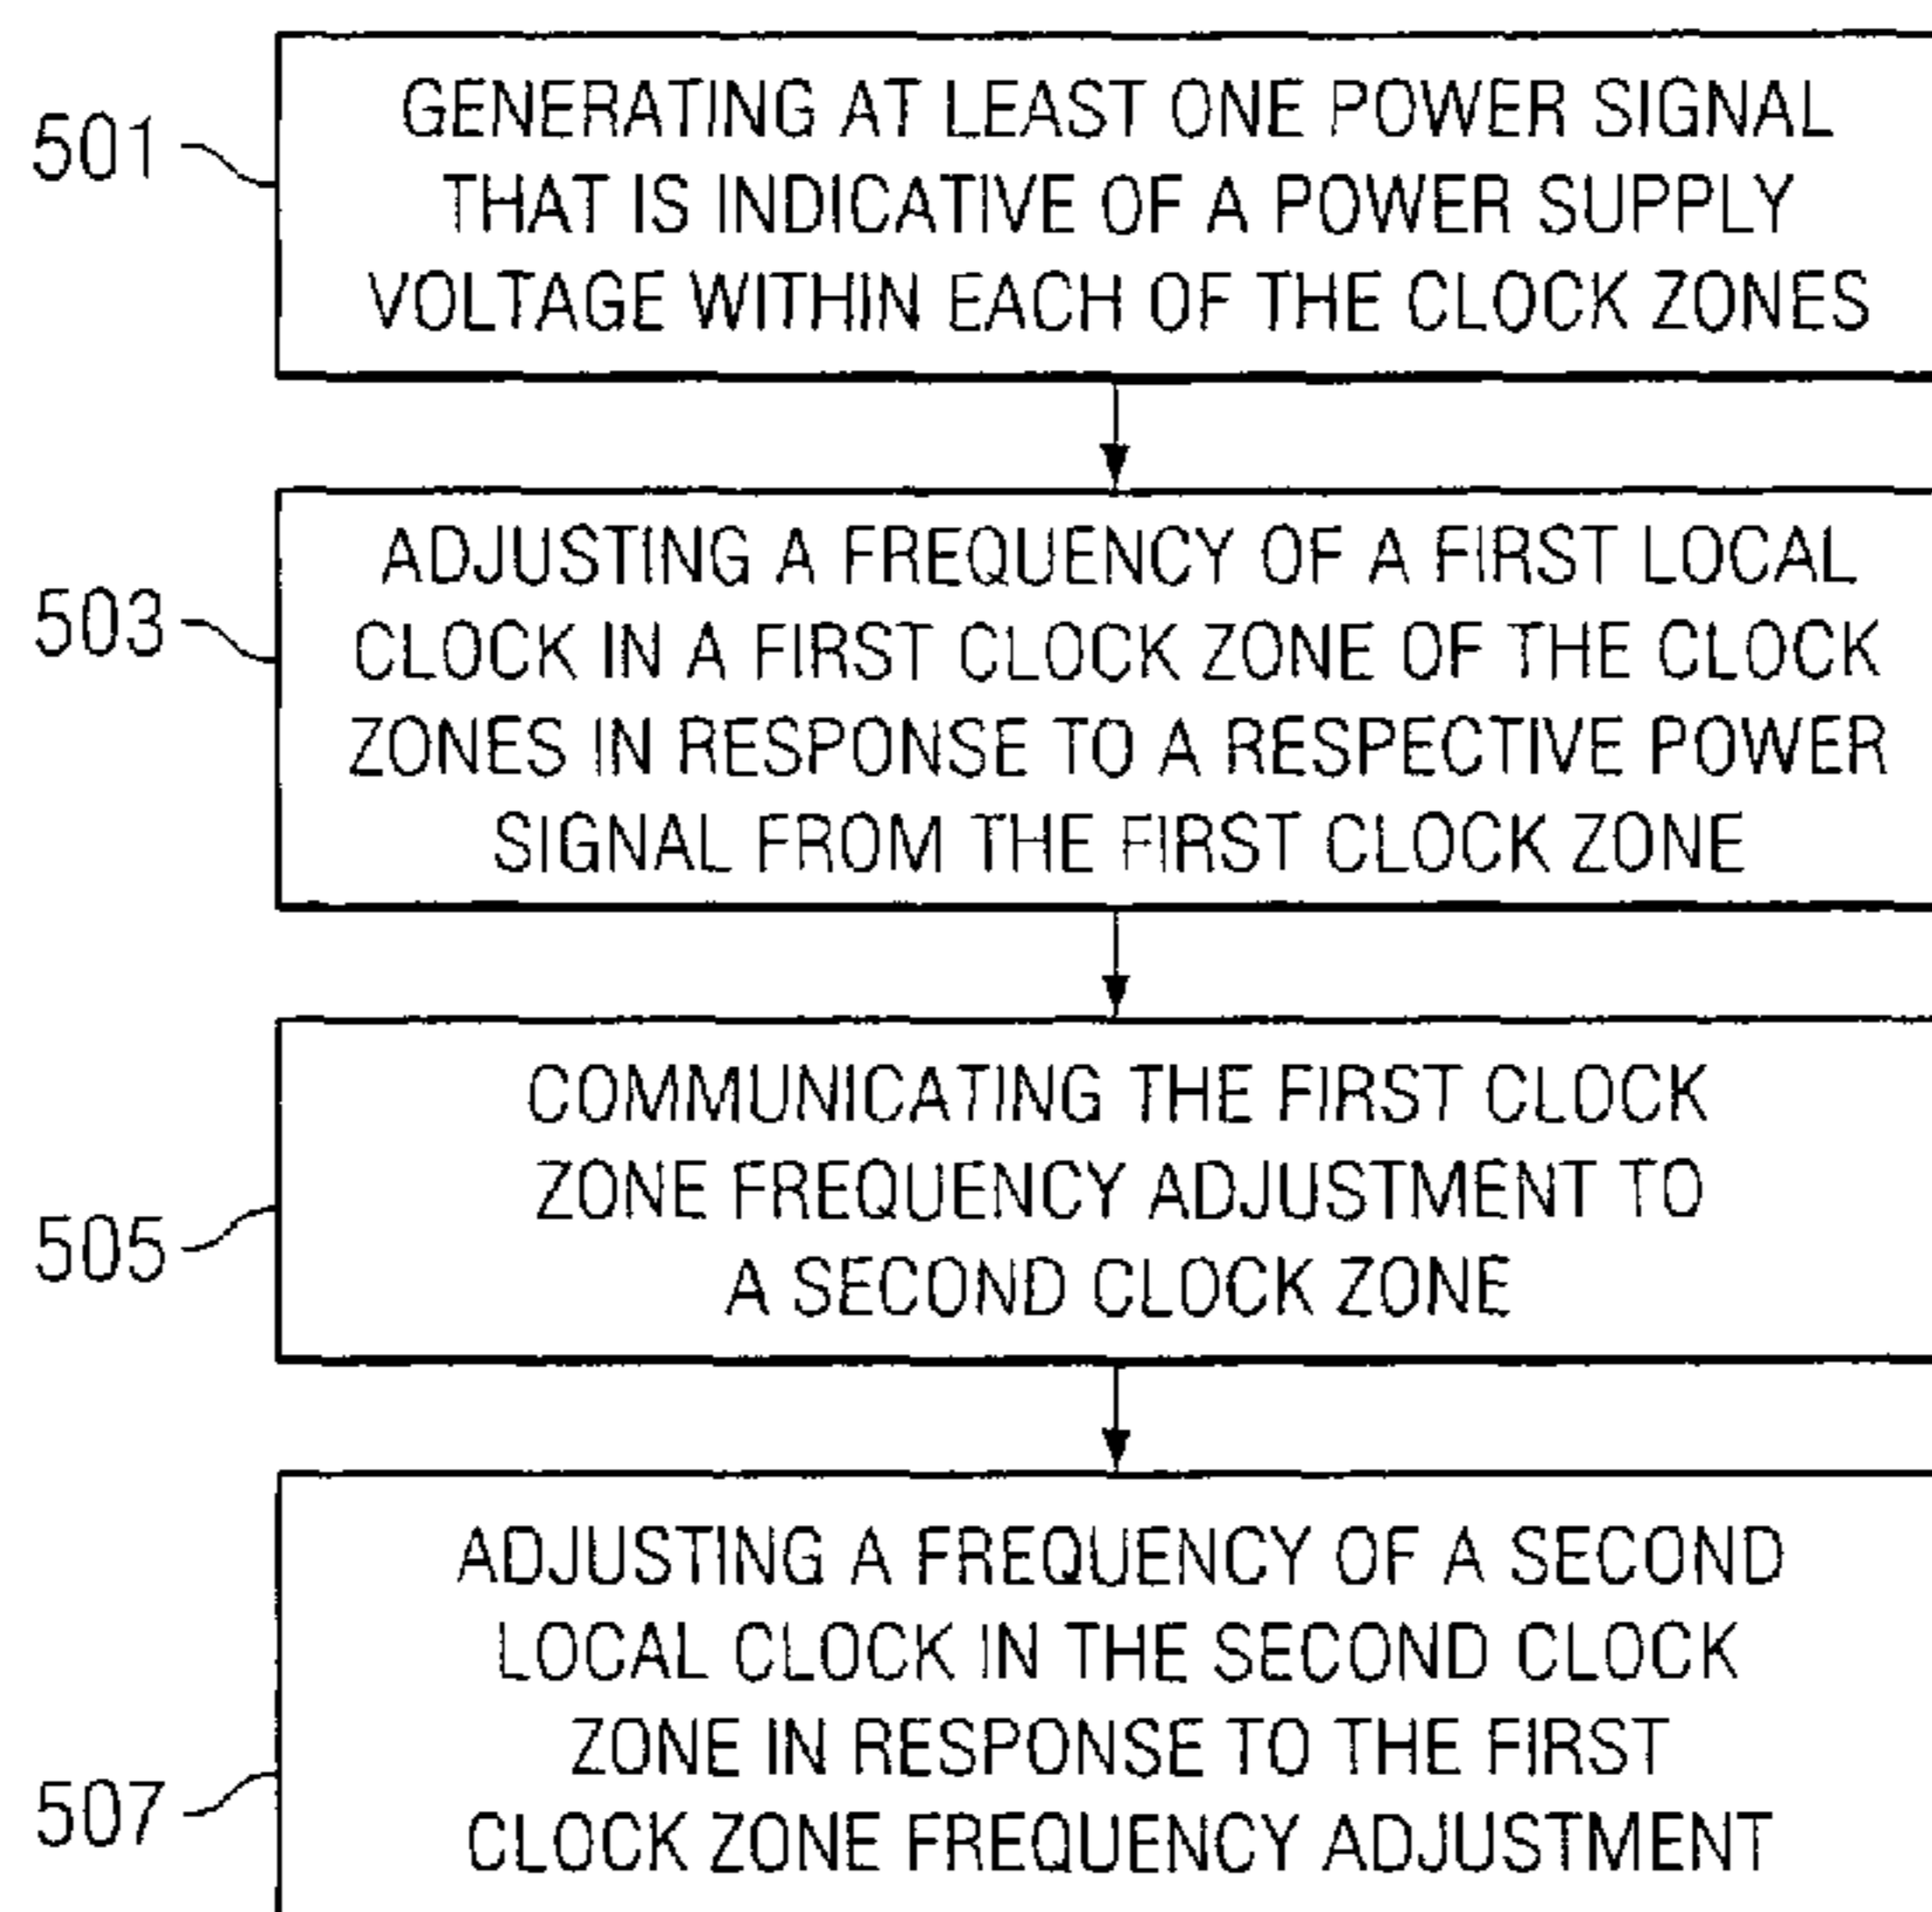 501
GENERATING AT LEAST ONE POWER SIGNAL
THAT IS INDICATIVE OF A POWER SUPPLY
VOLTAGE WITHIN EACH OF THE CLOCK ZONES
503
ADJUSTING A FREQUENCY OF A FIRST LOCAL
CLOCK IN A FIRST CLOCK ZONE OF THE CLOCK
ZONES IN RESPONSE TO A RESPECTIVE POWER
SIGNAL FROM THE FIRST CLOCK ZONE
505
COMMUNICATING THE FIRST CLOCK
ZONE FREQUENCY ADJUSTMENT TO
A SECOND CLOCK ZONE
507
ADJUSTING A FREQUENCY OF A SECOND
LOCAL CLOCK IN THE SECOND CLOCK
ZONE IN RESPONSE TO THE FIRST
CLOCK ZONE FREQUENCY ADJUSTMENT